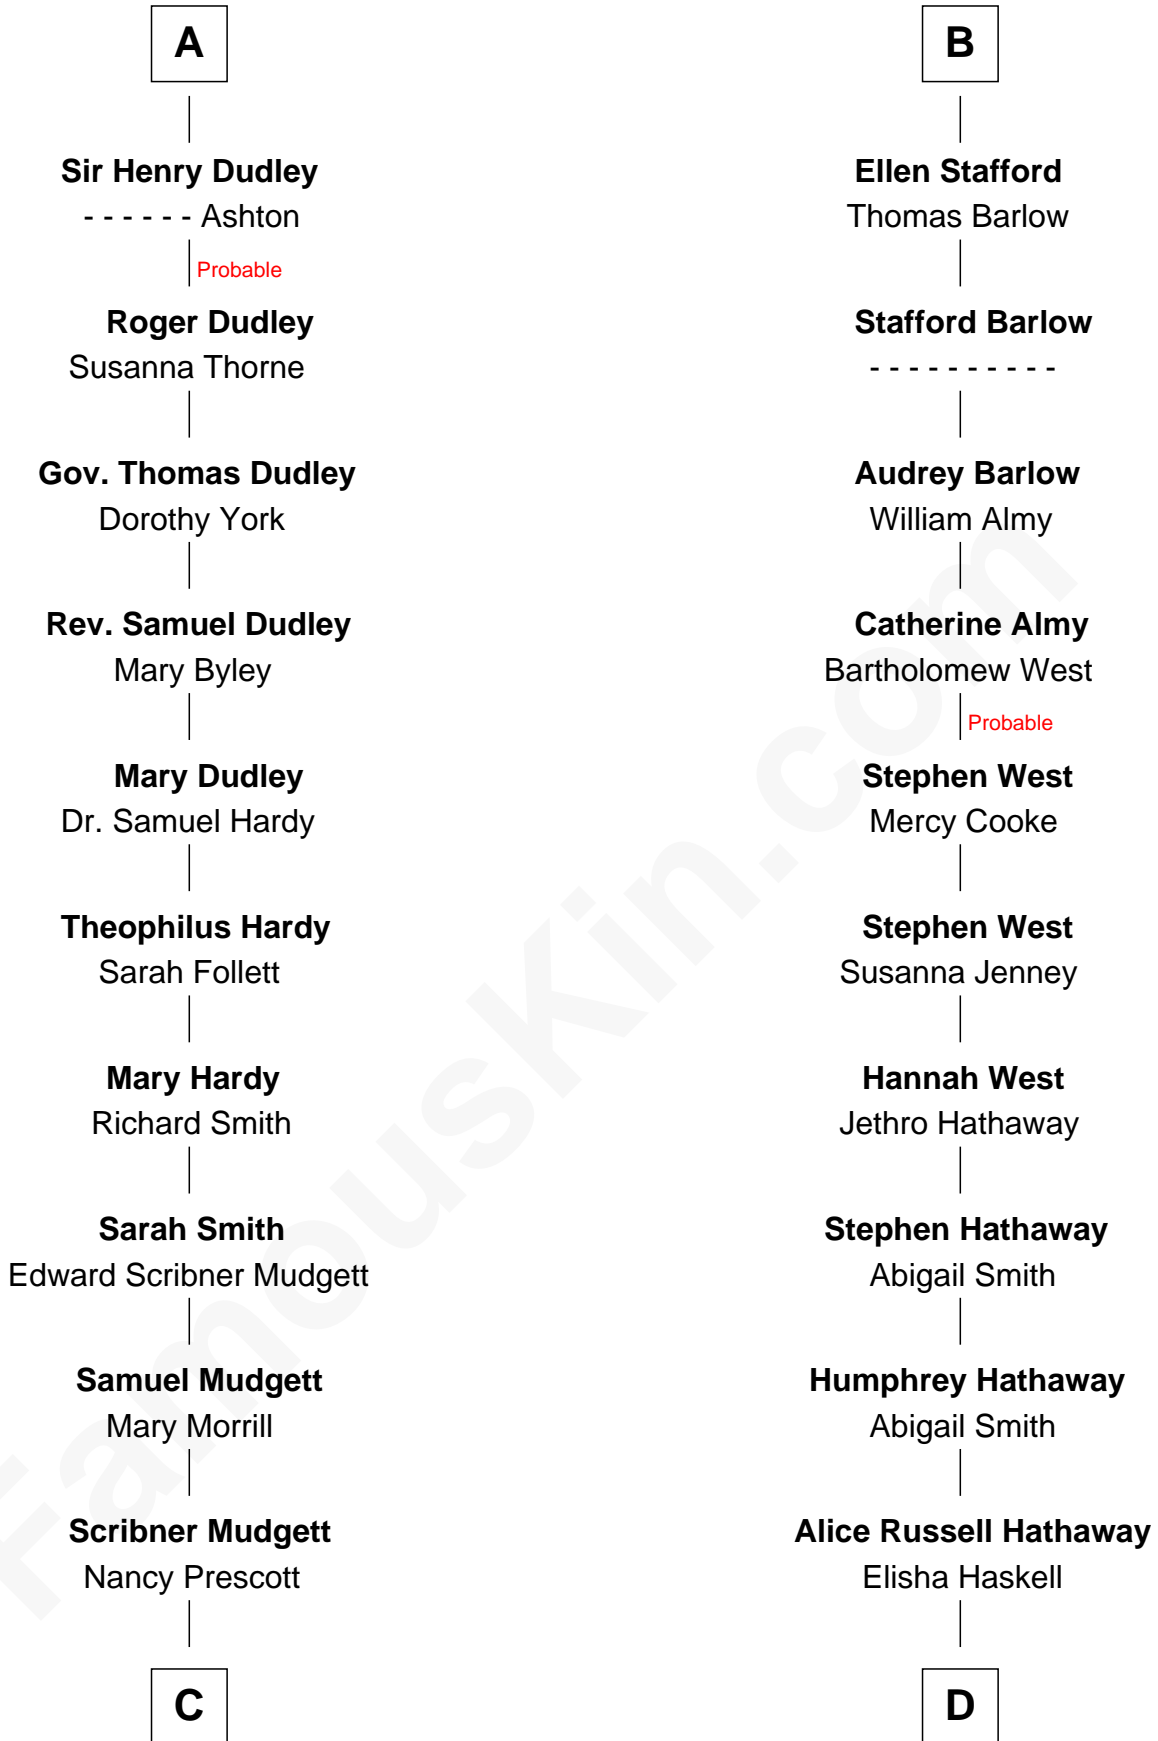 A
Sir Henry Dudley
- - - - - - Ashton
Probable
Roger Dudley
Susanna Thorne
Gov. Thomas Dudley
Dorothy York
Rev. Samuel Dudley
Mary Byley
Mary Dudley
Dr. Samuel Hardy
Theophilus Hardy
Sarah Follett
Mary Hardy
Richard Smith
Sarah Smith
Edward Scribner Mudgett
Samuel Mudgett
Mary Morrill
Scribner Mudgett
Nancy Prescott
C
B
Ellen Stafford
Thomas Barlow
Stafford Barlow
- - - - - - - - - -
Audrey Barlow
William Almy
Catherine Almy
Bartholomew West
Probable
Stephen West
Mercy Cooke
Stephen West
Susanna Jenney
Hannah West
Jethro Hathaway
Stephen Hathaway
Abigail Smith
Humphrey Hathaway
Abigail Smith
Alice Russell Hathaway
Elisha Haskell
D
FamousKin.com